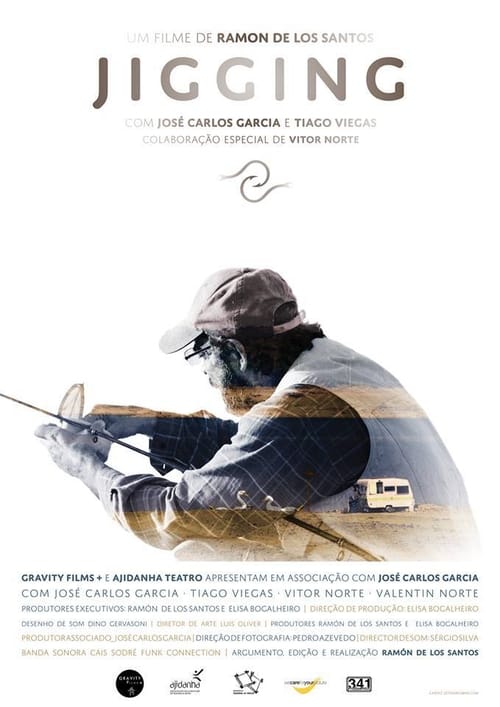 UM FILME DE RAMON DE LOS SANTOS
JIGGING
COM JOSÉ CARLOS GARCIA E TIAGO VIEGAS
COLABORAÇÃO ESPECIAL DE VITOR NORTE
GRAVITY FILMS + E AJIDANHA TEATRO APRESENTAM EM ASSOCIAÇÃO COM JOSÉ CARLOS GARCIA
COM JOSÉ CARLOS GARCIA · TIAGO VIEGAS · VITOR NORTE · VALENTIN NORTE
PRODUTORES EXECUTIVOS: RAMÓN DE LOS SANTOS E ELISA BOGALHEIRO | DIREÇÃO DE PRODUÇÃO: ELISA BOGALHEIRO
DESENHO DE SOM DINO GERVASONI | DIRETOR DE ARTE LUIS OLIVER | PRODUTORES RAMÓN DE LOS SANTOS E ELISA BOGALHEIRO
PRODUTOR ASSOCIADO_JOSÉ CARLOS GARCIA | DIREÇÃO DE FOTOGRAFIA: PEDRO AZEVEDO | DIRECTOR DE SOM: SÉRGIO SILVA
BANDA SONORA CAIS SODRÉ FUNK CONNECTION | ARGUMENTO, EDIÇÃO E REALIZAÇÃO RAMÓN DE LOS SANTOS
GRAVITY
ajidanha
341